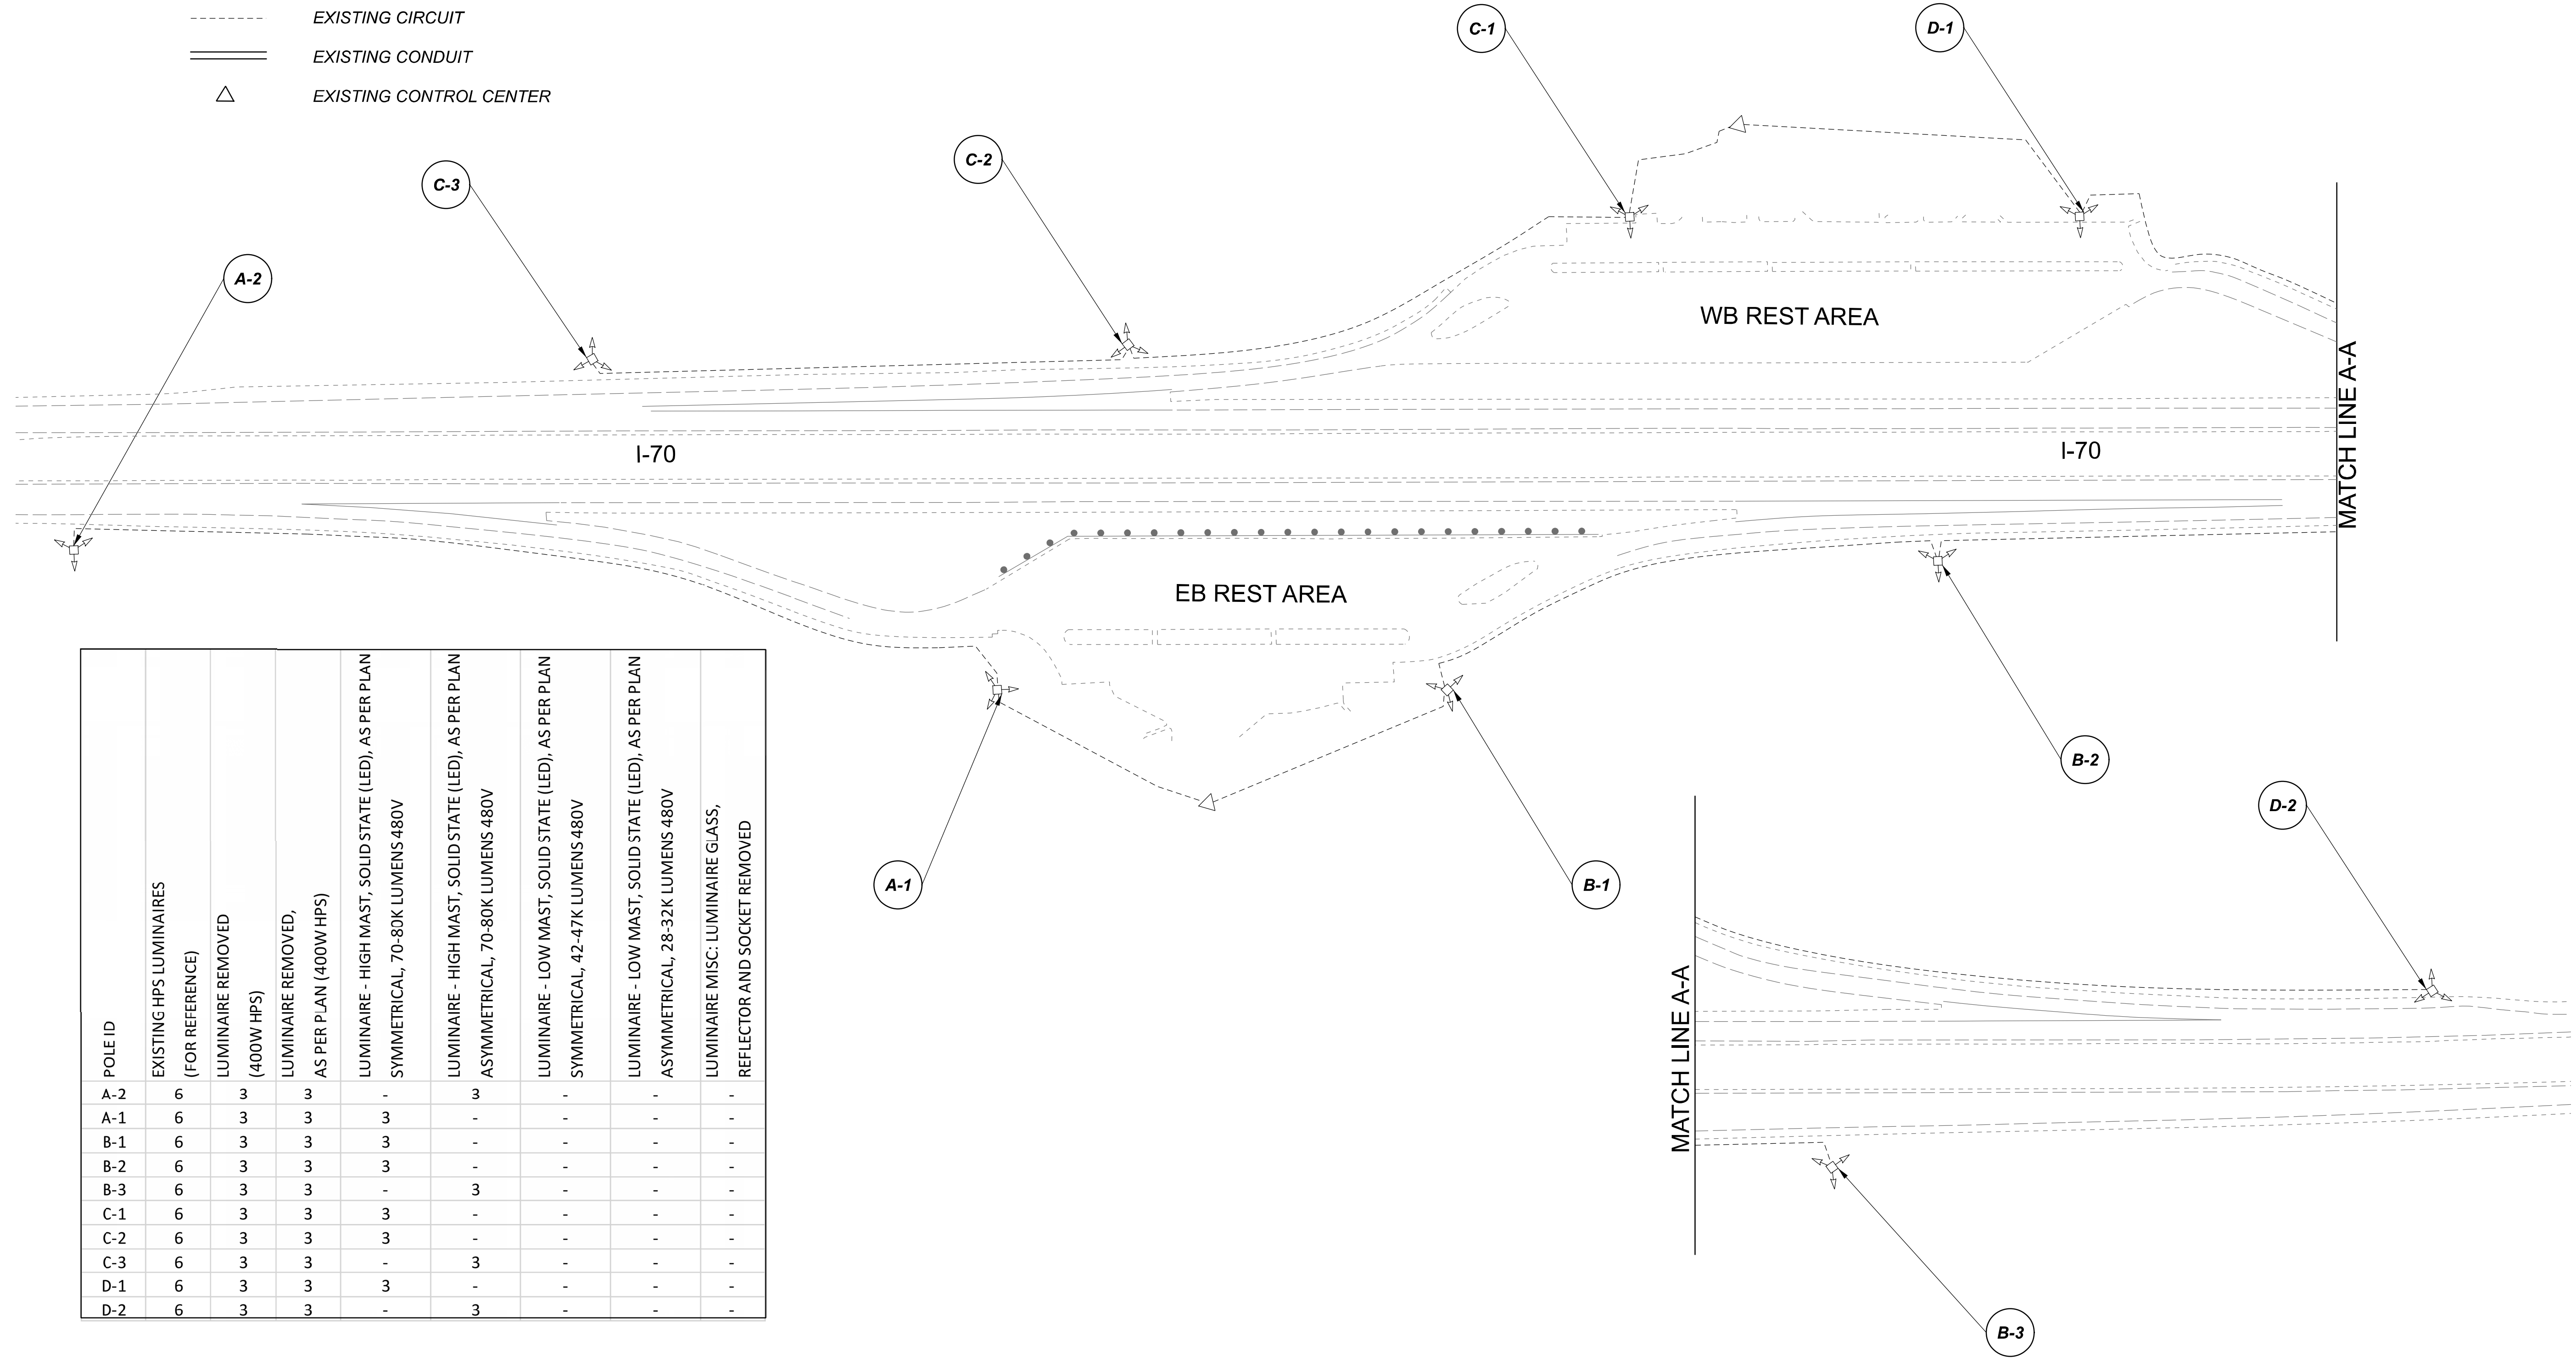 EXISTING CIRCUIT
EXISTING CONDUIT
EXISTING CONTROL CENTER
C-1
D-1
C-2
C-3
A-2
WB REST AREA
I-70
I-70
MATCH LINE A-A
EB REST AREA
B-2
D-2
A-1
B-1
MATCH LINE A-A
B-3
POLE ID
EXISTING HPS LUMINAIRES
(FOR REFERENCE)
LUMINAIRE REMOVED
(400W HPS)
LUMINAIRE REMOVED,
AS PER PLAN (400W HPS)
LUMINAIRE - HIGH MAST, SOLID STATE (LED), AS PER PLAN
SYMMETRICAL, 70-80K LUMENS 480V
LUMINAIRE - HIGH MAST, SOLID STATE (LED), AS PER PLAN
ASYMMETRICAL, 70-80K LUMENS 480V
LUMINAIRE - LOW MAST, SOLID STATE (LED), AS PER PLAN
SYMMETRICAL, 42-47K LUMENS 480V
LUMINAIRE - LOW MAST, SOLID STATE (LED), AS PER PLAN
ASYMETRICAL, 28-32K LUMENS 480V
LUMINAIRE MISC: LUMINAIRE GLASS,
REFLECTOR AND SOCKET REMOVED
A-2 6 3 3 - 3 - - -
A-1 6 3 3 3 - - - -
B-1 6 3 3 3 - - - -
B-2 6 3 3 3 - - - -
B-3 6 3 3 - 3 - - -
C-1 6 3 3 3 - - - -
C-2 6 3 3 3 - - - -
C-3 6 3 3 - 3 - - -
D-1 6 3 3 3 - - - -
D-2 6 3 3 - 3 - - -